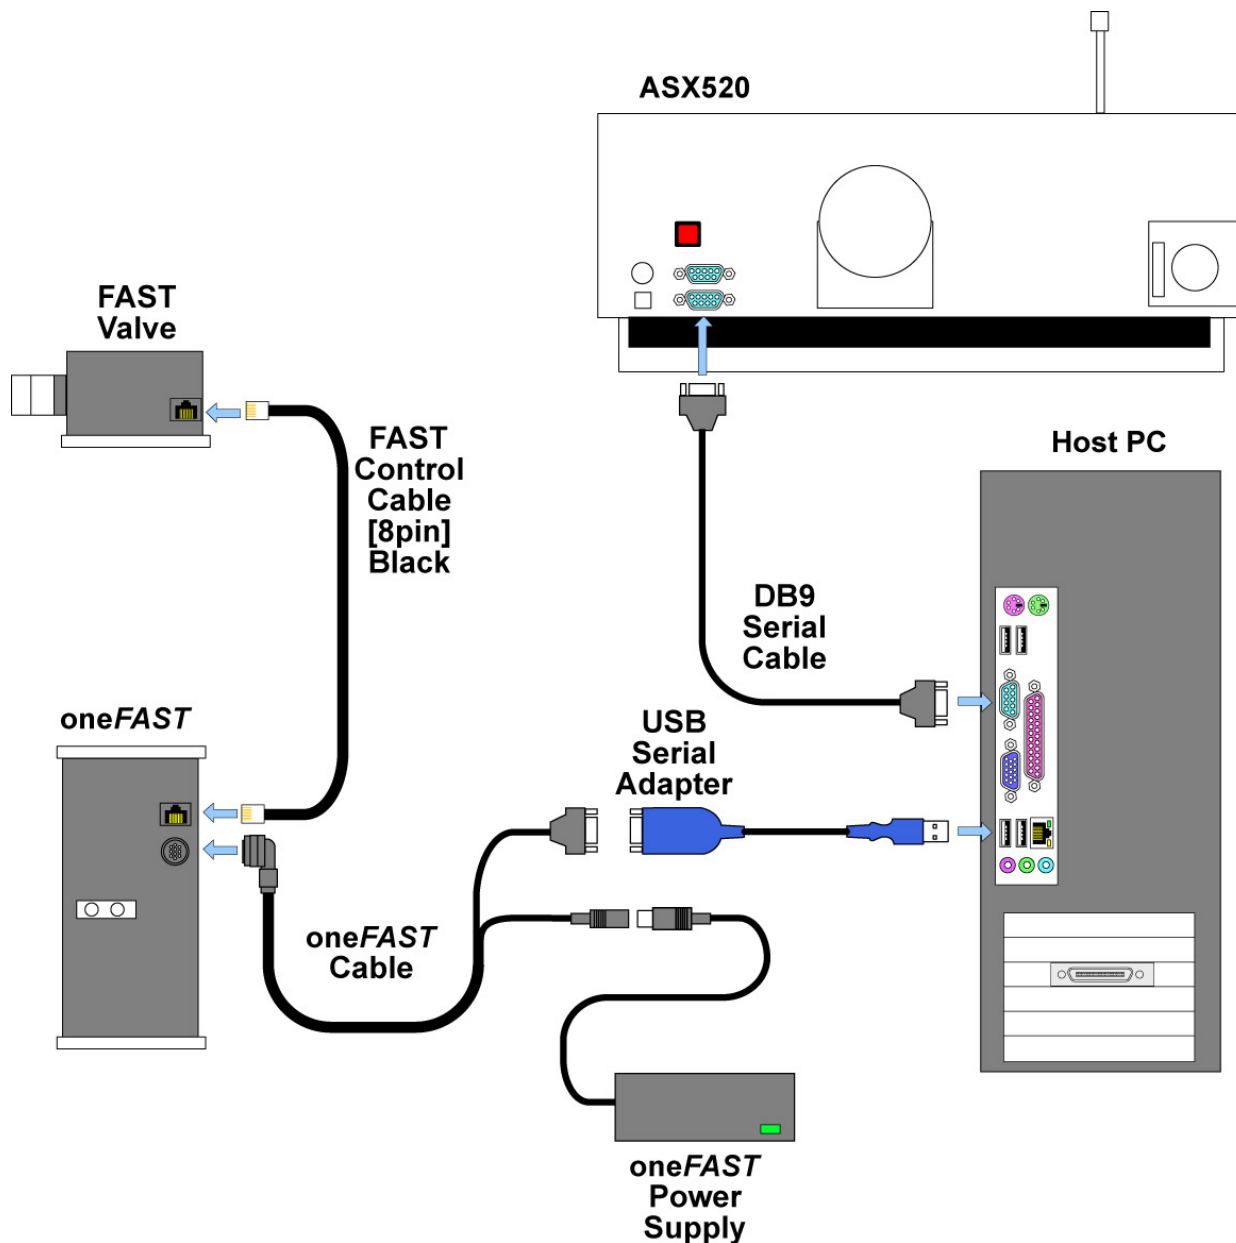 ASX520
FAST
Valve
FAST
Control
Cable
[8pin]
Black
Host PC
DB9
Serial
Cable
oneFAST
USB
Serial
Adapter
oneFAST
Cable
oneFAST
Power
Supply